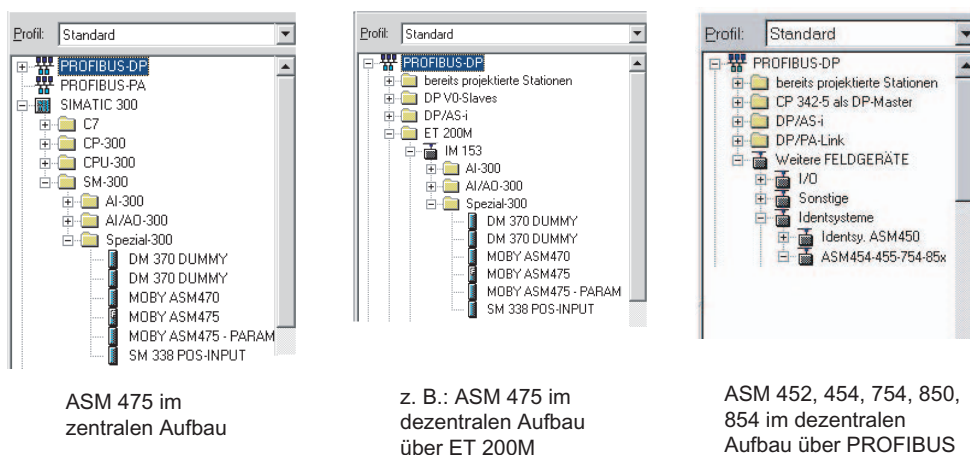 Profil: Standard
PROFIBUS-DP
PROFIBUS-PA
SIMATIC 300
C7
CP-300
CPU-300
SM-300
AI-300
AI/AO-300
Spezial-300
DM 370 DUMMY
DM 370 DUMMY
MOBY ASM470
MOBY ASM475
MOBY ASM475 - PARAM
SM 338 POS-INPUT
ASM 475 im
zentralen Aufbau
Profil: Standard
PROFIBUS-DP
bereits projektierte Stationen
DP V0-Slaves
DP/AS-i
ET 200M
IM 153
AI-300
AI/AO-300
Spezial-300
DM 370 DUMMY
DM 370 DUMMY
MOBY ASM470
MOBY ASM475
MOBY ASM475 - PARAM
SM 338 POS-INPUT
z. B.: ASM 475 im
dezentralen Aufbau
über ET 200M
Profil: Standard
PROFIBUS-DP
bereits projektierte Stationen
CP 342-5 als DP-Master
DP/AS-i
DP/PA-Link
Weitere FELDGERÄTE
I/O
Sonstige
Identsysteme
Identsy. ASM450
ASM454-455-754-85x
ASM 452, 454, 754, 850,
854 im dezentralen
Aufbau über PROFIBUS